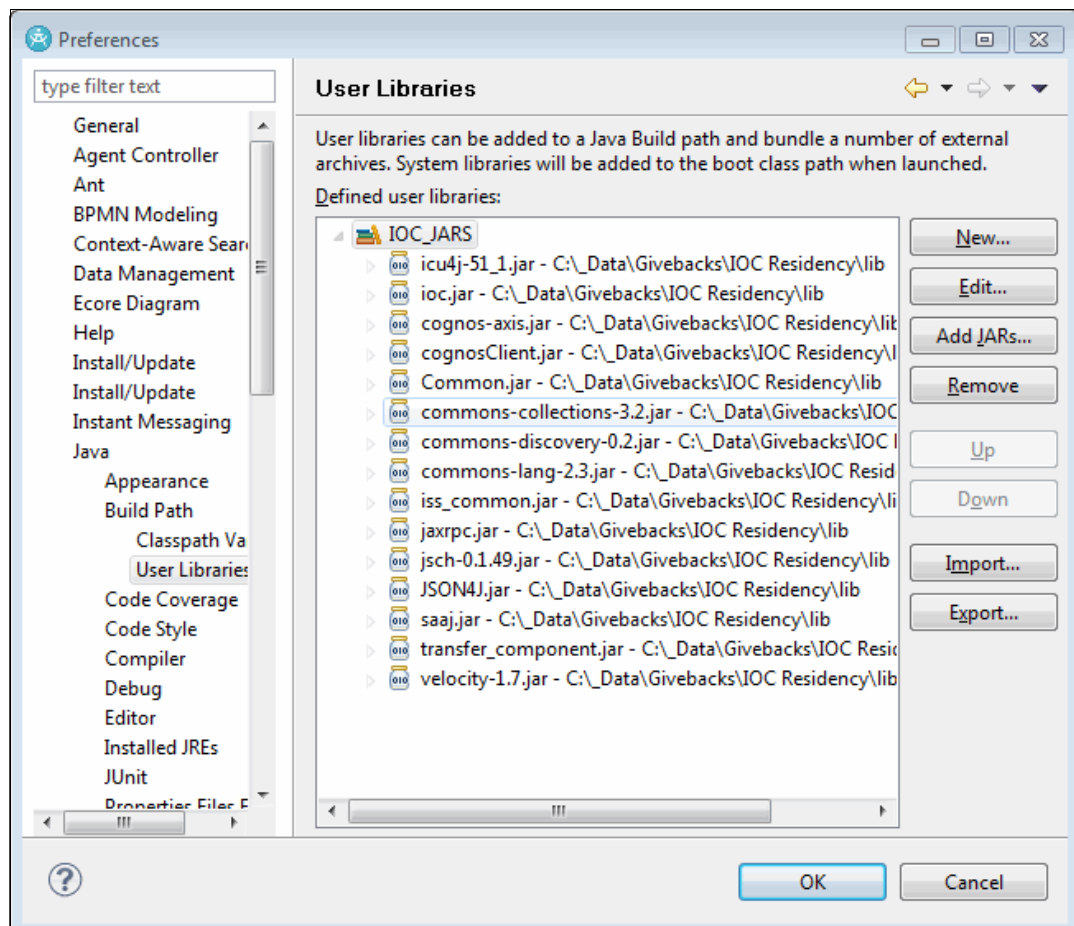 Preferences
type filter text
General
Agent Controller
Ant
BPMN Modeling
Context-Aware Sear
Data Management
Ecore Diagram
Help
Install/Update
Install/Update
Instant Messaging
Java
Appearance
Build Path
Classpath Va
User Libraries
Code Coverage
Code Style
Compiler
Debug
Editor
Installed JREs
JUnit
Properties Files F
User Libraries
User libraries can be added to a Java Build path and bundle a number of external
archives. System libraries will be added to the boot class path when launched.
Defined user libraries:
IOC_JARS
icu4j-51_1.jar - C:\_Data\Givebacks\IOC Residency\lib
ioc.jar - C:\_Data\Givebacks\IOC Residency\lib
cognos-axis.jar - C:\_Data\Givebacks\IOC Residency\lib
cognosClient.jar - C:\_Data\Givebacks\IOC Residency\l
Common.jar - C:\_Data\Givebacks\IOC Residency\lib
commons-collections-3.2.jar - C:\_Data\Givebacks\IOC
commons-discovery-0.2.jar - C:\_Data\Givebacks\IOC
commons-lang-2.3.jar - C:\_Data\Givebacks\IOC Resid
iss_common.jar - C:\_Data\Givebacks\IOC Residency\li
jaxrpc.jar - C:\_Data\Givebacks\IOC Residency\lib
jsch-0.1.49.jar - C:\_Data\Givebacks\IOC Residency\lib
JSON4J.jar - C:\_Data\Givebacks\IOC Residency\lib
saaj.jar - C:\_Data\Givebacks\IOC Residency\lib
transfer_component.jar - C:\_Data\Givebacks\IOC Resid
velocity-1.7.jar - C:\_Data\Givebacks\IOC Residency\lib
New...
Edit...
Add JARs...
Remove
Up
Down
Import...
Export...
OK
Cancel